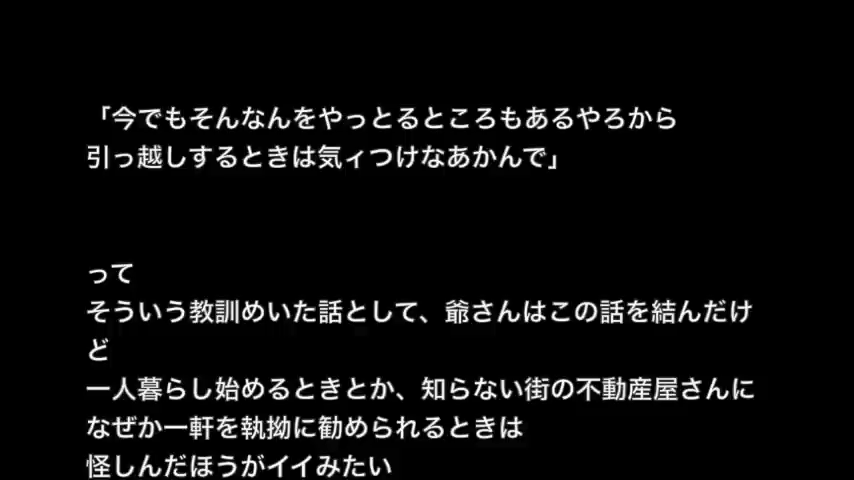 「今でもそんなんをやっとるところもあるやろから
引っ越しするときは気ィつけなあかんで」
って
そういう教訓めいた話として、爺さんはこの話を結んだけ
ど
一人暮らし始めるときとか、知らない街の不動産屋さんに
なぜか一軒を執拗に勧められるときは
怪しんだほうがイイみたい